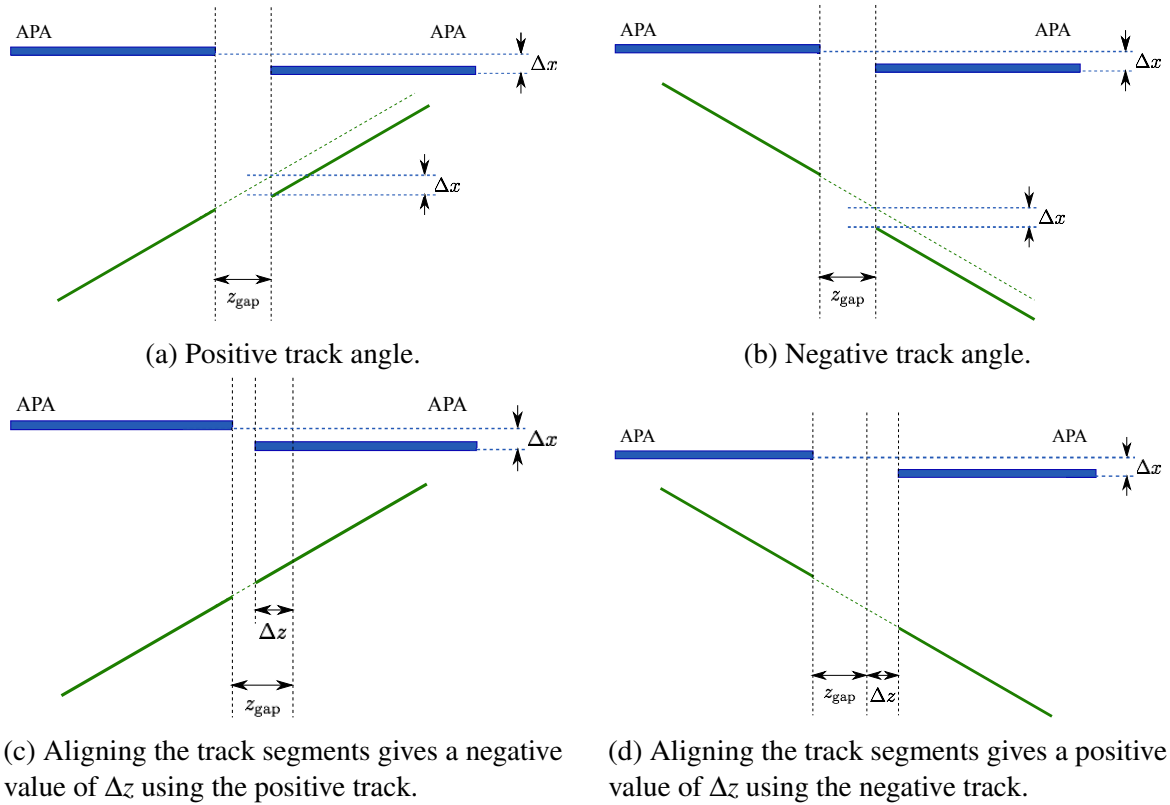 APA APA
Δx
Δx
z_gap
(a) Positive track angle.
APA APA
Δx
Δx
z_gap
(b) Negative track angle.
APA APA
Δx
Δz
z_gap
(c) Aligning the track segments gives a negative
value of Δz using the positive track.
APA APA
Δx
z_gap Δz
(d) Aligning the track segments gives a positive
value of Δz using the negative track.